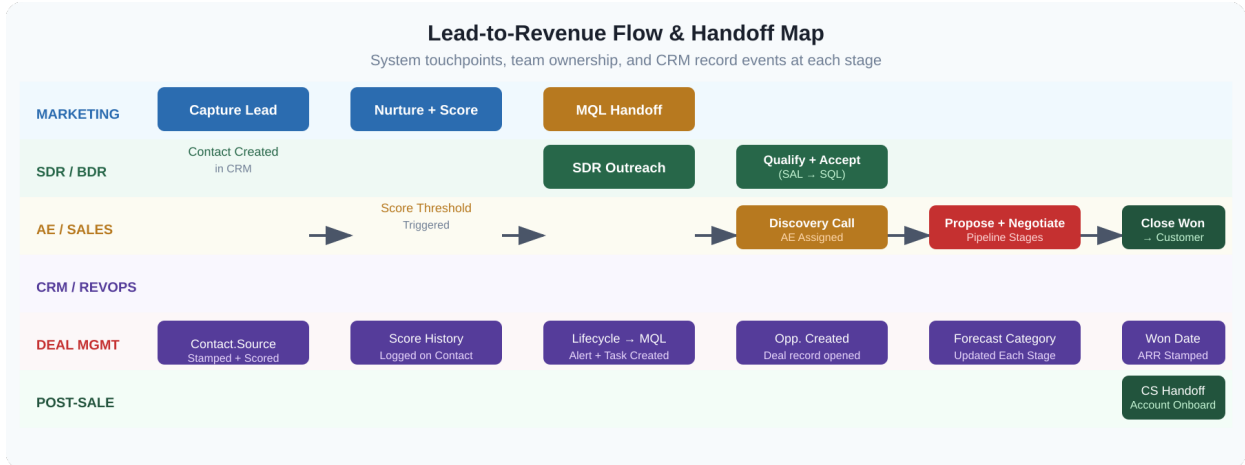 Lead-to-Revenue Flow & Handoff Map
System touchpoints, team ownership, and CRM record events at each stage
MARKETING
Capture Lead
Nurture + Score
MQL Handoff
SDR / BDR
Contact Created
in CRM
SDR Outreach
Qualify + Accept
(SAL → SQL)
AE / SALES
Score Threshold
Triggered
Discovery Call
AE Assigned
Propose + Negotiate
Pipeline Stages
Close Won
→ Customer
CRM / REVOPS
DEAL MGMT
Contact.Source
Stamped + Scored
Score History
Logged on Contact
Lifecycle → MQL
Alert + Task Created
Opp. Created
Deal record opened
Forecast Category
Updated Each Stage
Won Date
ARR Stamped
POST-SALE
CS Handoff
Account Onboard